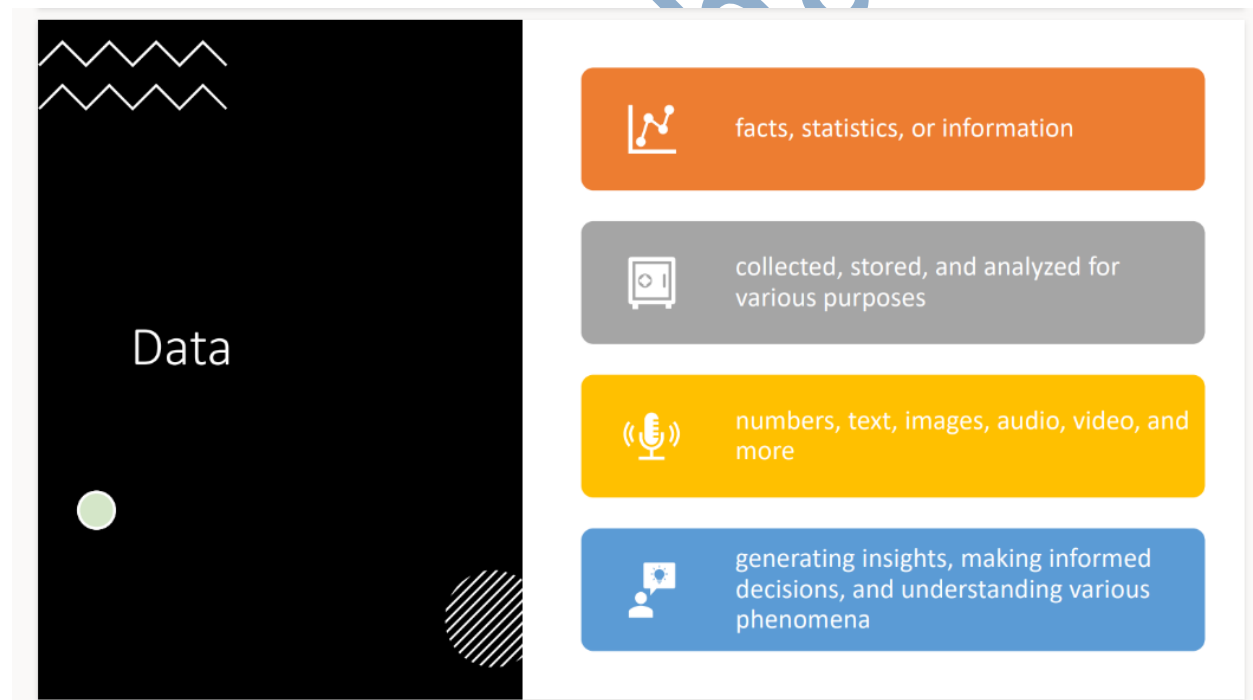 Data
facts, statistics, or information
collected, stored, and analyzed for
various purposes
numbers, text, images, audio, video, and
more
generating insights, making informed
decisions, and understanding various
phenomena